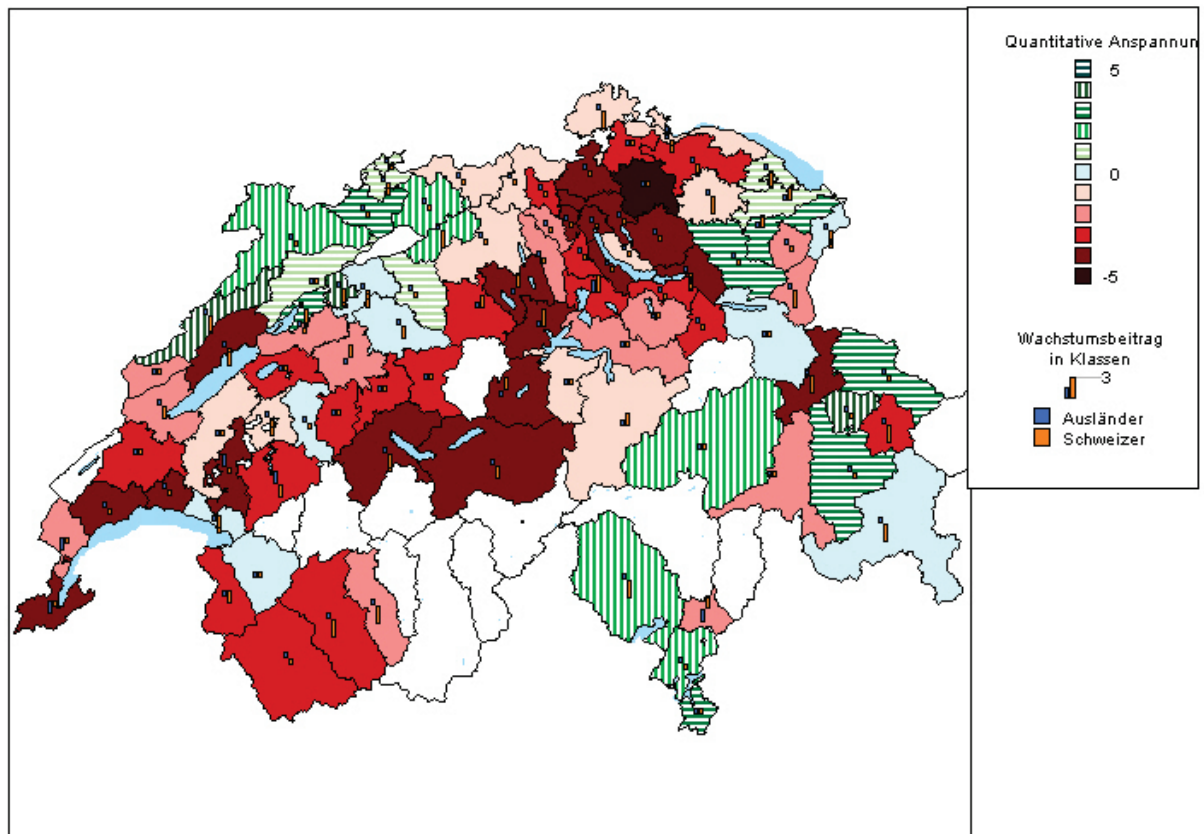 Quantitative Anspannun
5
0
-5
Wachstumsbeitrag
in Klassen
3
Ausländer
Schweizer